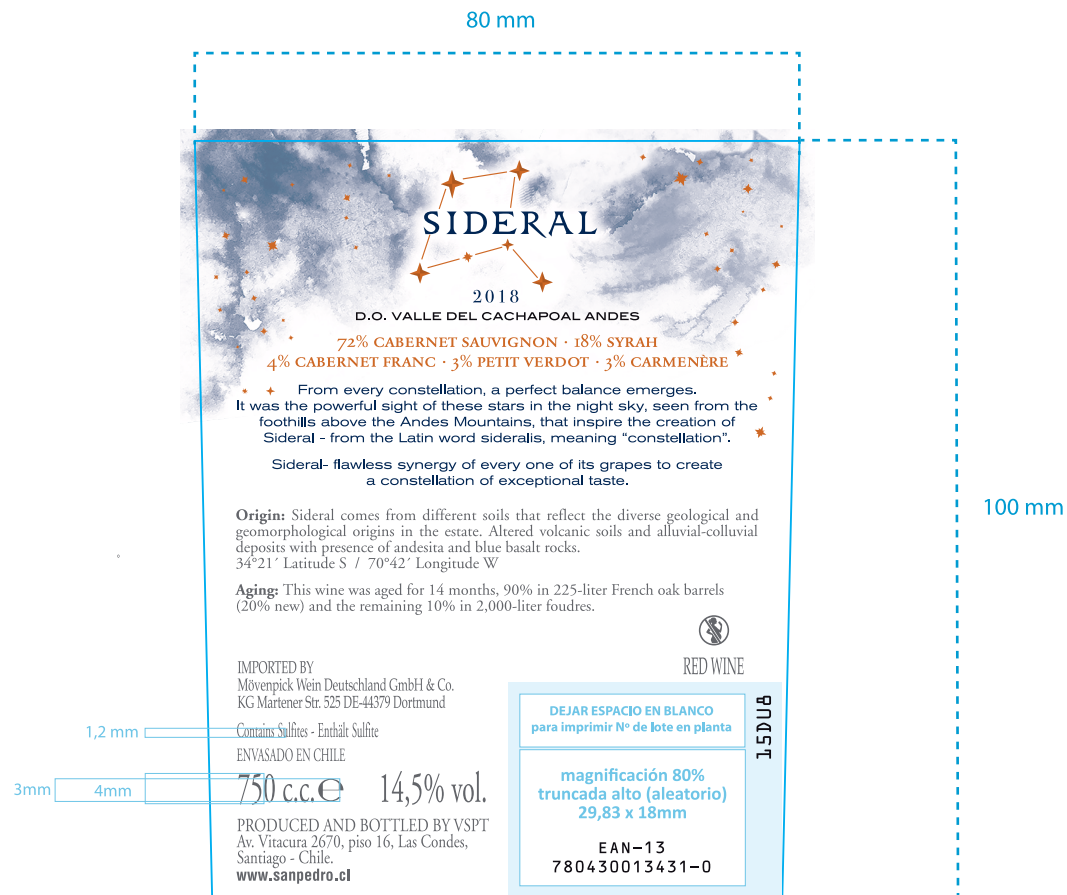 80 mm
SIDERAL
2018
D.O. VALLE DEL CACHAPOAL ANDES
72% CABERNET SAUVIGNON · 18% SYRAH
4% CABERNET FRANC · 3% PETIT VERDOT · 3% CARMENÈRE
From every constellation, a perfect balance emerges.
It was the powerful sight of these stars in the night sky, seen from the
foothills above the Andes Mountains, that inspire the creation of
Sideral - from the Latin word sideralis, meaning “constellation”.
Sideral- flawless synergy of every one of its grapes to create
a constellation of exceptional taste.
100 mm
Origin: Sideral comes from different soils that reflect the diverse geological and
geomorphological origins in the estate. Altered volcanic soils and alluvial-colluvial
deposits with presence of andesita and blue basalt rocks.
34°21´ Latitude S / 70°42´ Longitude W
Aging: This wine was aged for 14 months, 90% in 225-liter French oak barrels
(20% new) and the remaining 10% in 2,000-liter foudres.
RED WINE
IMPORTED BY
Mövenpick Wein Deutschland GmbH & Co.
KG Martener Str. 525 DE-44379 Dortmund
1,2 mm
Contains Sulfites - Enthält Sulfite
ENVASADO EN CHILE
3mm
4mm
750 c.c.℮ 14,5% vol.
PRODUCED AND BOTTLED BY VSPT
Av. Vitacura 2670, piso 16, Las Condes,
Santiago - Chile.
www.sanpedro.cl
DEJAR ESPACIO EN BLANCO
para imprimir Nº de lote en planta
15DU8
magnificación 80%
truncada alto (aleatorio)
29,83 x 18mm
EAN-13
780430013431-0